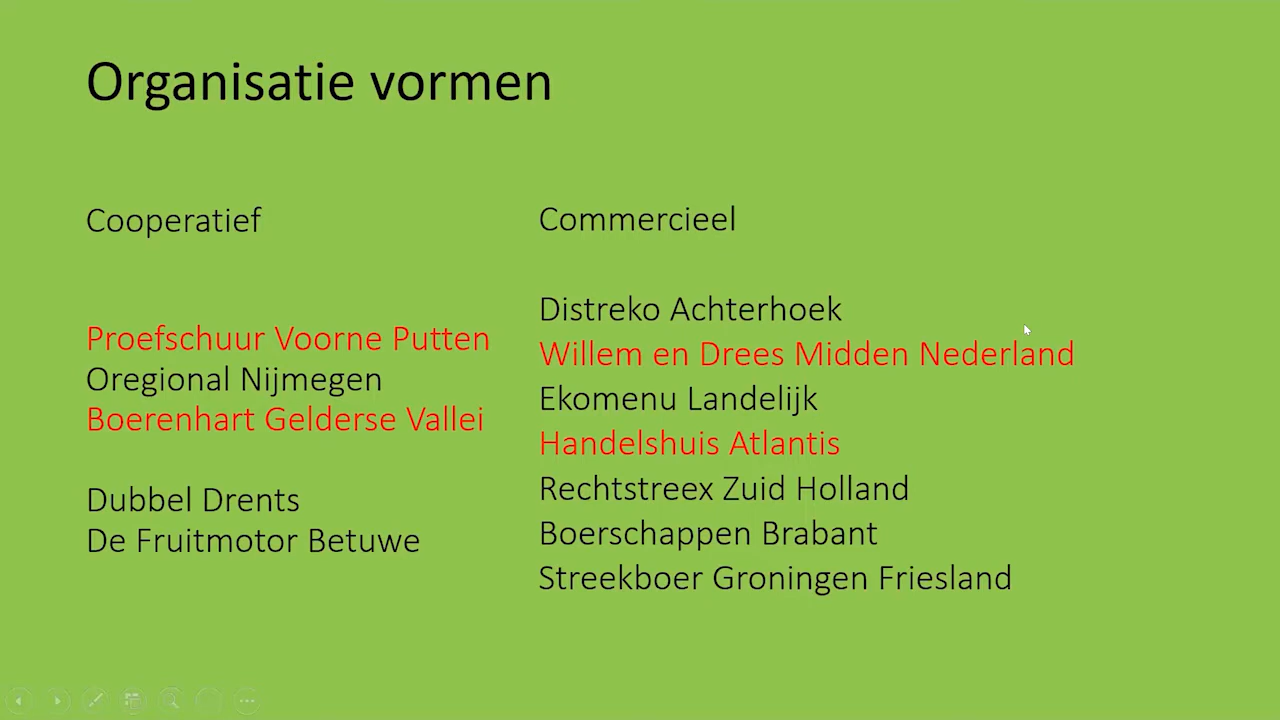 Organisatie vormen
Cooperatief
Proefschuur Voorne Putten
Oregional Nijmegen
Boerenhart Gelderse Vallei
Dubbel Drents
De Fruitmotor Betuwe
Commercieel
Distreko Achterhoek
Willem en Drees Midden Nederland
Ekomenu Landelijk
Handelshuis Atlantis
Rechtstreex Zuid Holland
Boerschappen Brabant
Streekboer Groningen Friesland